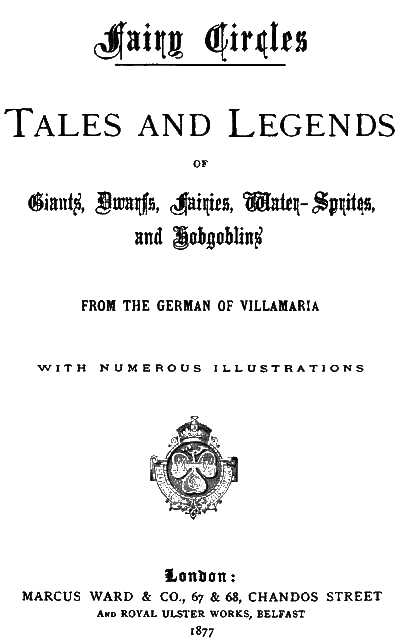 Fairy Circles
TALES AND LEGENDS
OF
Giants, Dwarfs, Fairies, Water-Sprites,
and Hobgoblins
FROM THE GERMAN OF VILLAMARIA
WITH NUMEROUS ILLUSTRATIONS
London:
MARCUS WARD & CO., 67 & 68, CHANDOS STREET
AND ROYAL ULSTER WORKS, BELFAST
1877